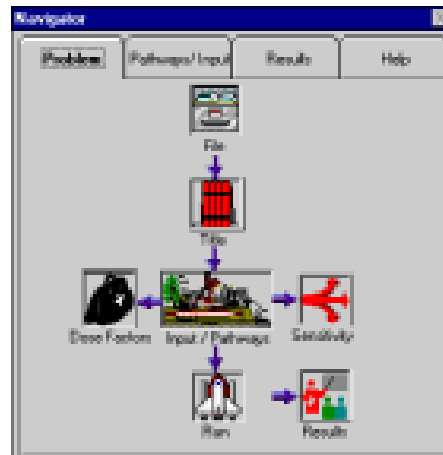 Navigator
Problem Pathways/Input Results Help
File
Title
Dose Factors Input / Pathways Sensitivity
Run Results